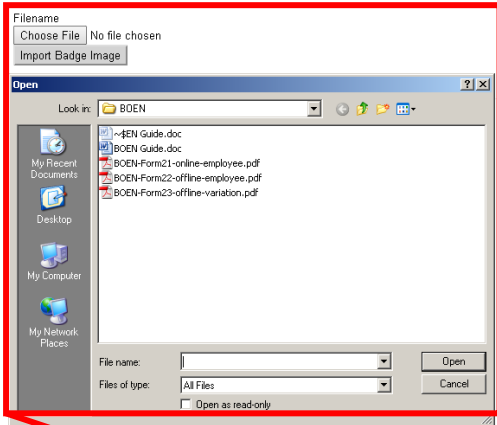 Filename
Choose File No file chosen
Import Badge Image
Open
Look in: BOEN
~$EN Guide.doc
BOEN Guide.doc
BOEN-Form21-online-employee.pdf
BOEN-Form22-offline-employee.pdf
BOEN-Form23-offline-variation.pdf
My Recent
Documents
Desktop
My Computer
My Network
Places
File name: Open
Files of type: All Files Cancel
Open as read-only